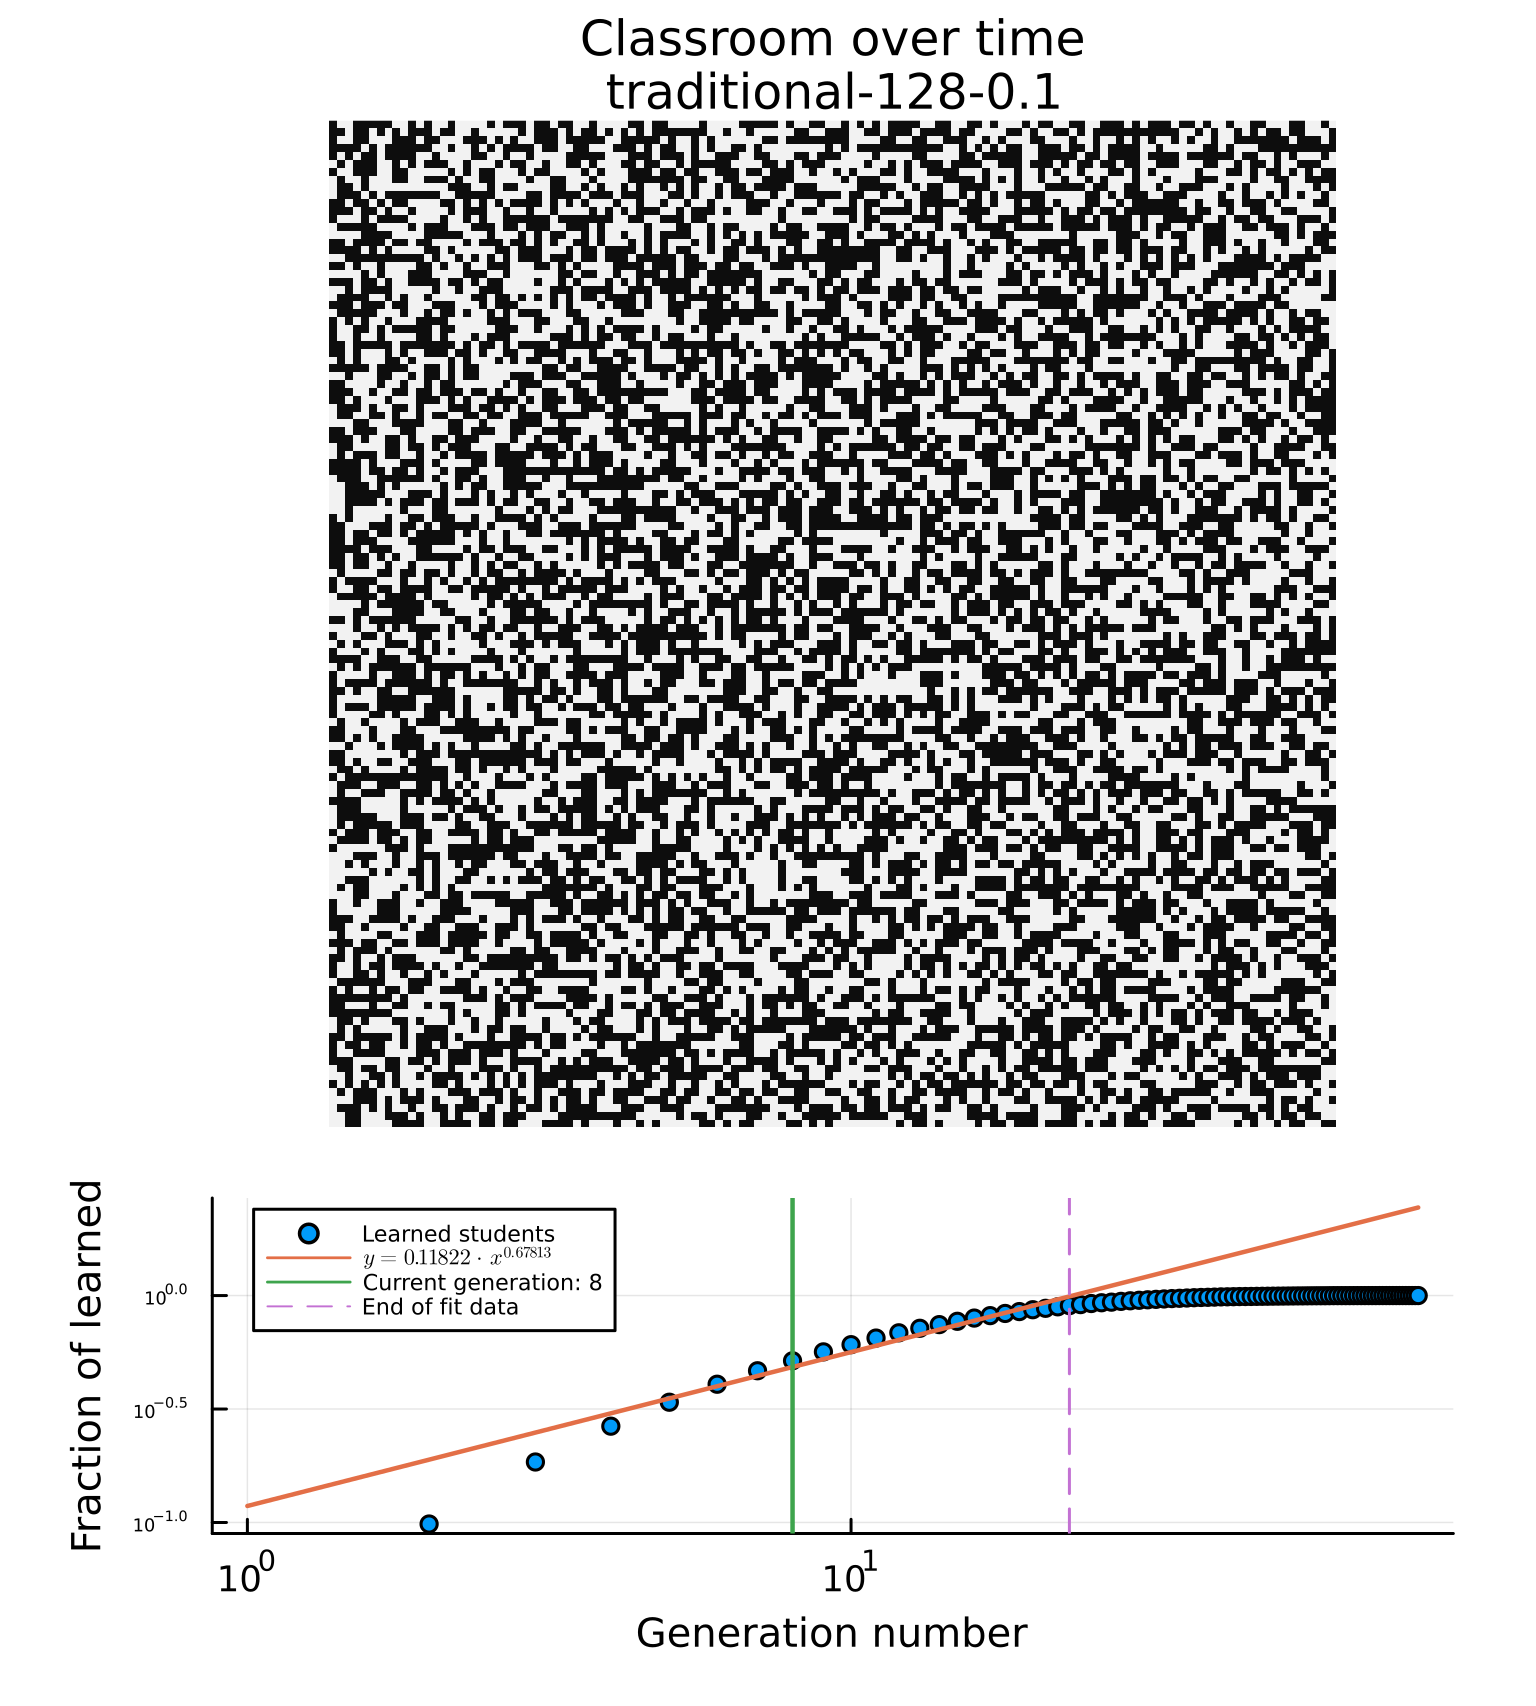 Classroom over time
traditional-128-0.1
Fraction of learned
Learned students
y = 0.11822 · x^0.67813
Current generation: 8
End of fit data
10^0.0
10^−0.5
10^−1.0
10^0
10^1
Generation number